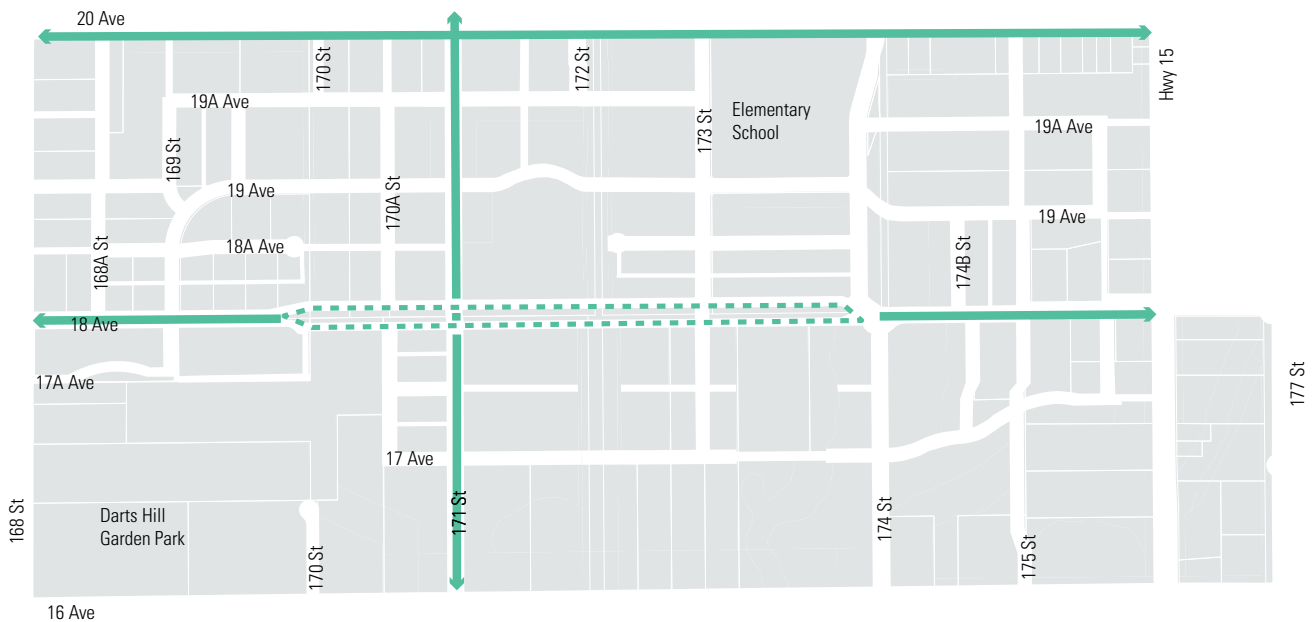 20 Ave
170 St
172 St
Hwy 15
19A Ave
Elementary
School
173 St
19A Ave
169 St
19 Ave
170A St
19 Ave
18A Ave
168A St
174B St
18 Ave
17A Ave
177 St
17 Ave
168 St
Darts Hill
Garden Park
171 St
174 St
170 St
175 St
16 Ave